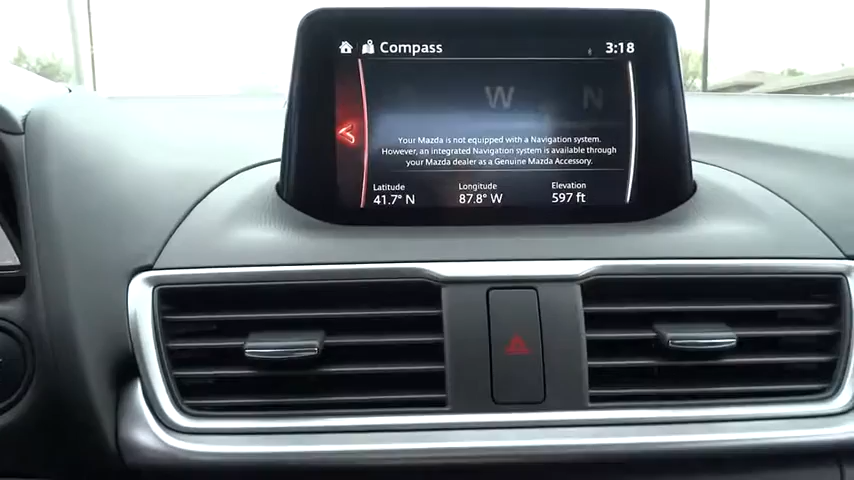 Compass 3:18
W N
Your Mazda is not equipped with a Navigation system.
However, an integrated Navigation system is available through
your Mazda dealer as a Genuine Mazda Accessory.
Latitude Longitude Elevation
41.7° N 87.8° W 597 ft